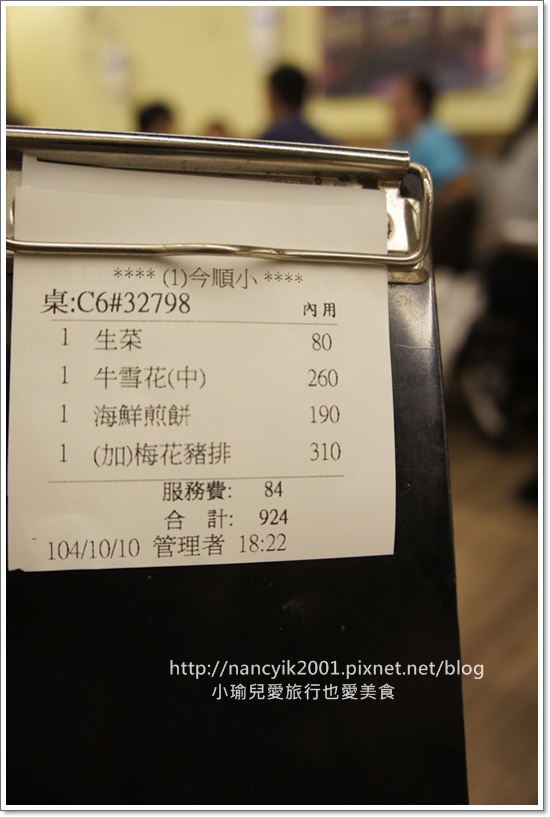 **** (1)今順小 ****
桌:C6#32798 內用
1 生菜 80
1 牛雪花(中) 260
1 海鮮煎餅 190
1 (加)梅花豬排 310
服務費: 84
合 計: 924
104/10/10 管理者 18:22
http://nancyik2001.pixnet.net/blog
小瑜兒愛旅行也愛美食